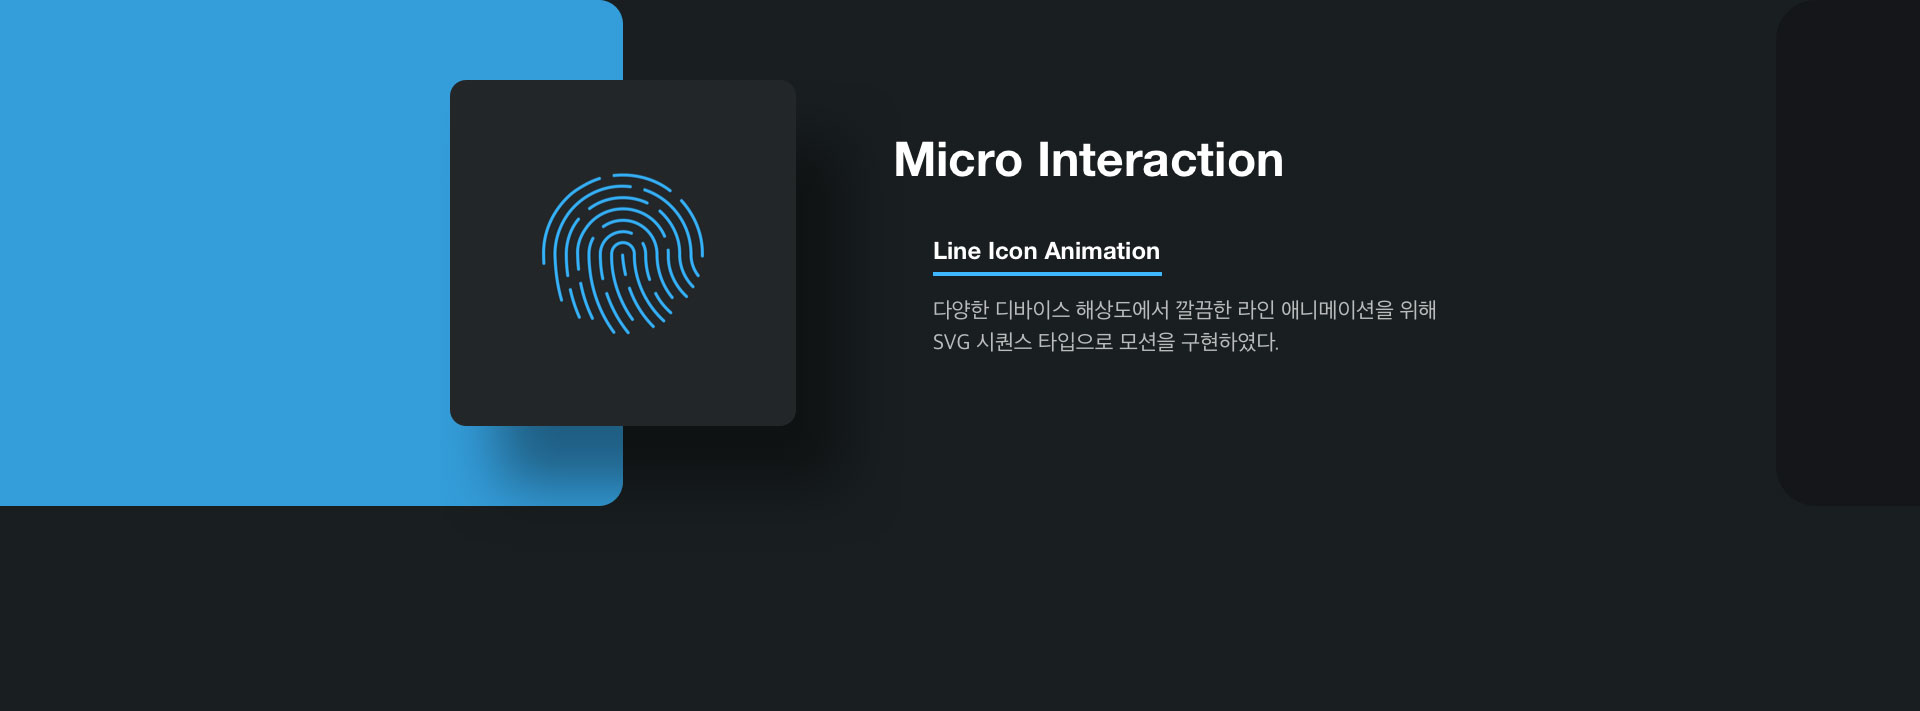 Micro Interaction
Line Icon Animation
다양한 디바이스 해상도에서 깔끔한 라인 애니메이션을 위해
SVG 시퀀스 타입으로 모션을 구현하였다.